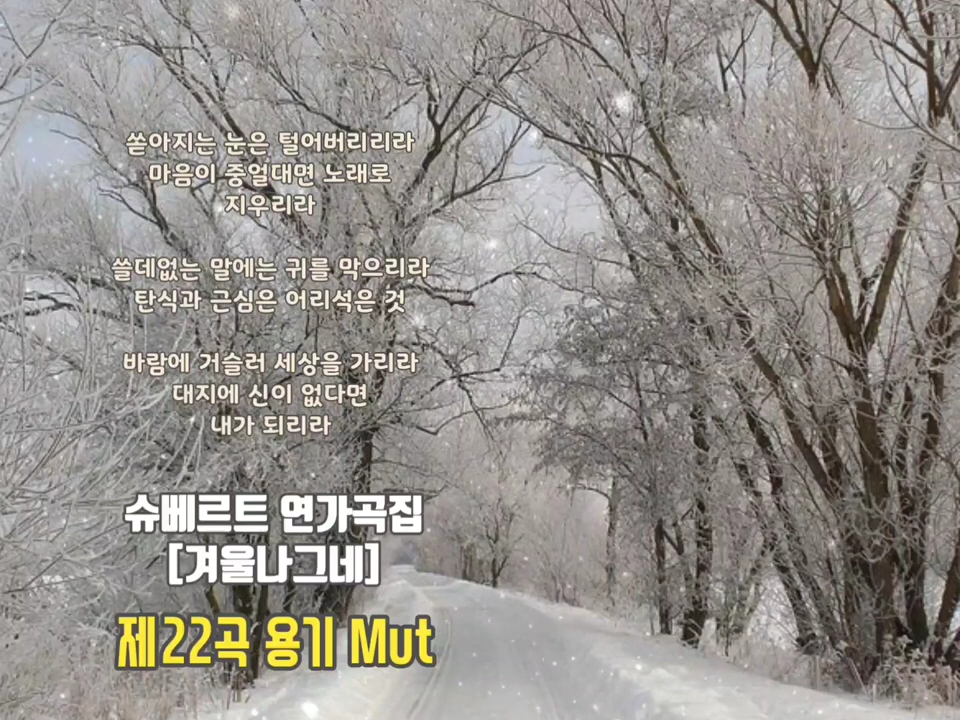 쏟아지는 눈은 털어버리리라
마음이 중얼대면 노래로
지우리라
쓸데없는 말에는 귀를 막으리라
탄식과 근심은 어리석은 것
바람에 거슬러 세상을 가리라
대지에 신이 없다면
내가 되리라
슈베르트 연가곡집
[겨울나그네]
제22곡 용기 Mut